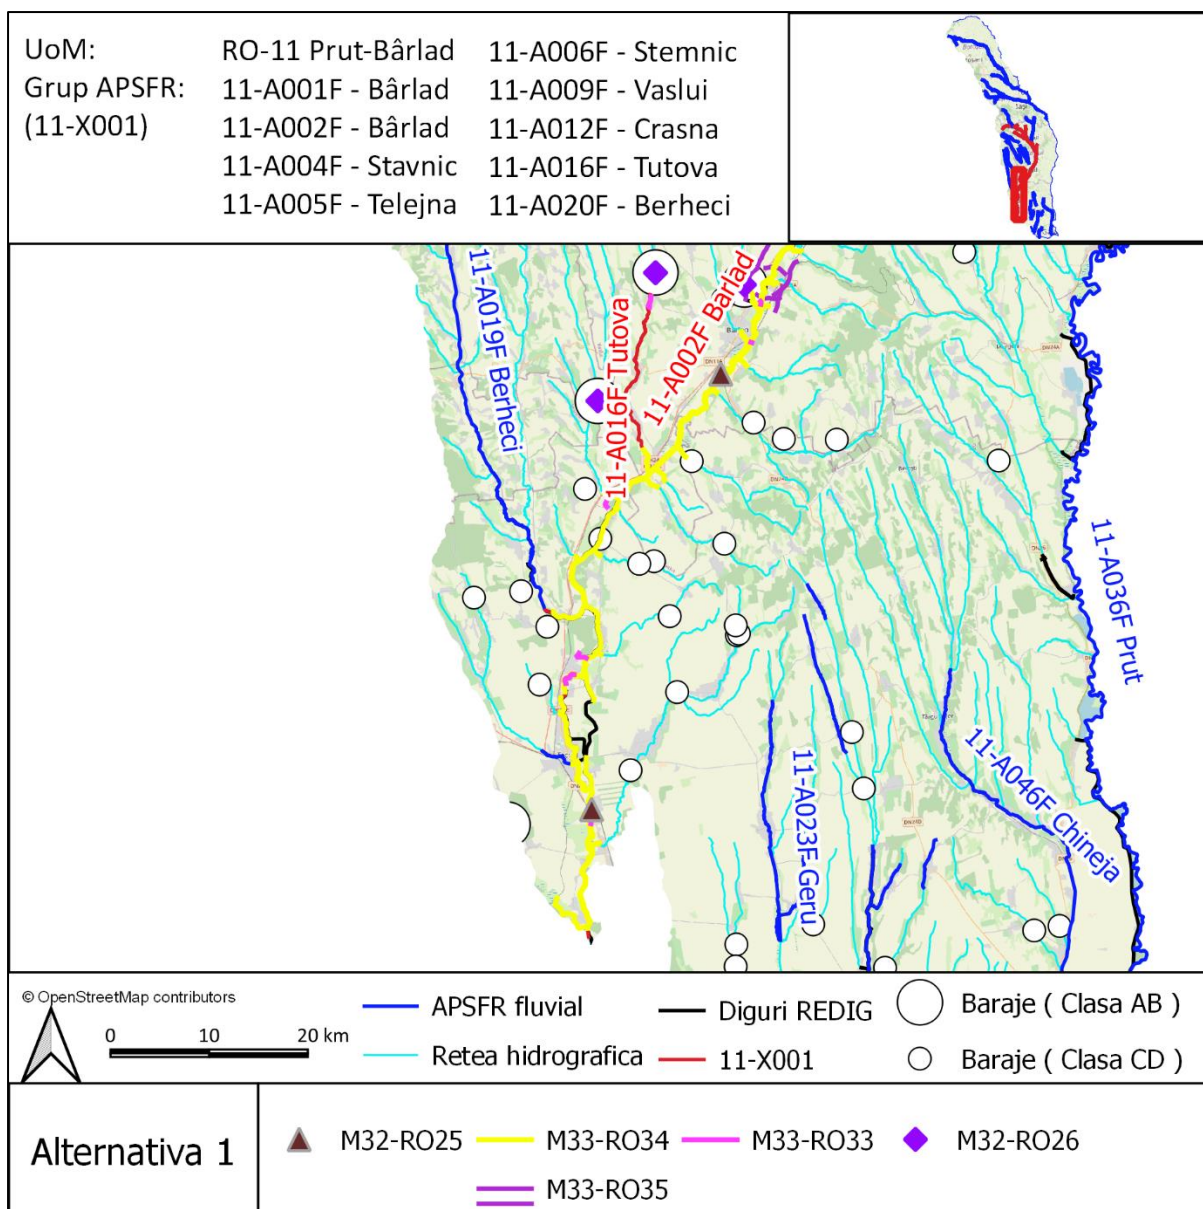 UoM: RO-11 Prut-Bârlad 11-A006F - Stemnic
Grup APSFR: 11-A001F - Bârlad 11-A009F - Vaslui
(11-X001) 11-A002F - Bârlad 11-A012F - Crasna
11-A004F - Stavnic 11-A016F - Tutova
11-A005F - Telejna 11-A020F - Berheci
11-A019F Berheci
11-A016F Tutova
11-A002F Barlad
11-A036F Prut
11-A023F Geru
11-A046F Chineja
© OpenStreetMap contributors
0 10 20 km
APSFR fluvial
Diguri REDIG
Baraje ( Clasa AB )
Retea hidrografica
11-X001
Baraje ( Clasa CD )
Alternativa 1
M32-RO25
M33-RO34
M33-RO33
M32-RO26
M33-RO35